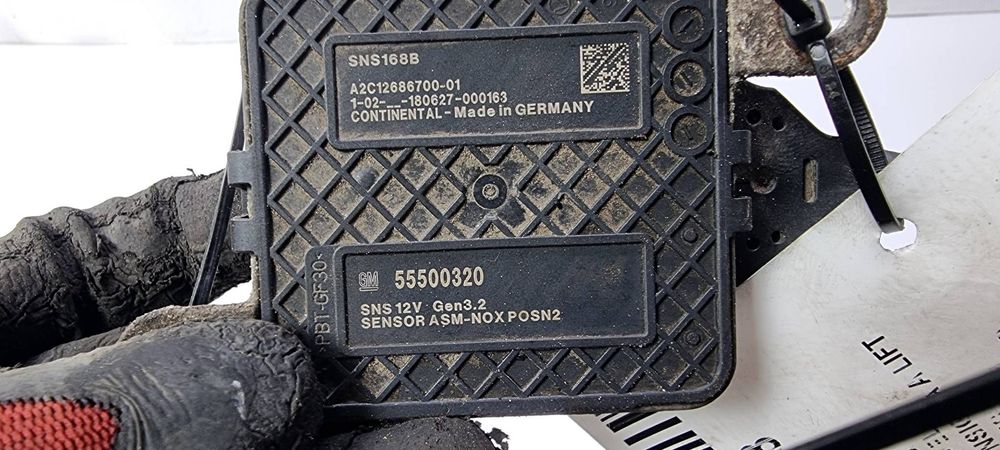 SNS168B
A2C12686700-01
1-02-__-180627-000163
CONTINENTAL - Made in GERMANY
GM 55500320
SNS 12V Gen3.2
SENSOR ASM-NOX POSN2
>PBT-GF30<
A LIFT